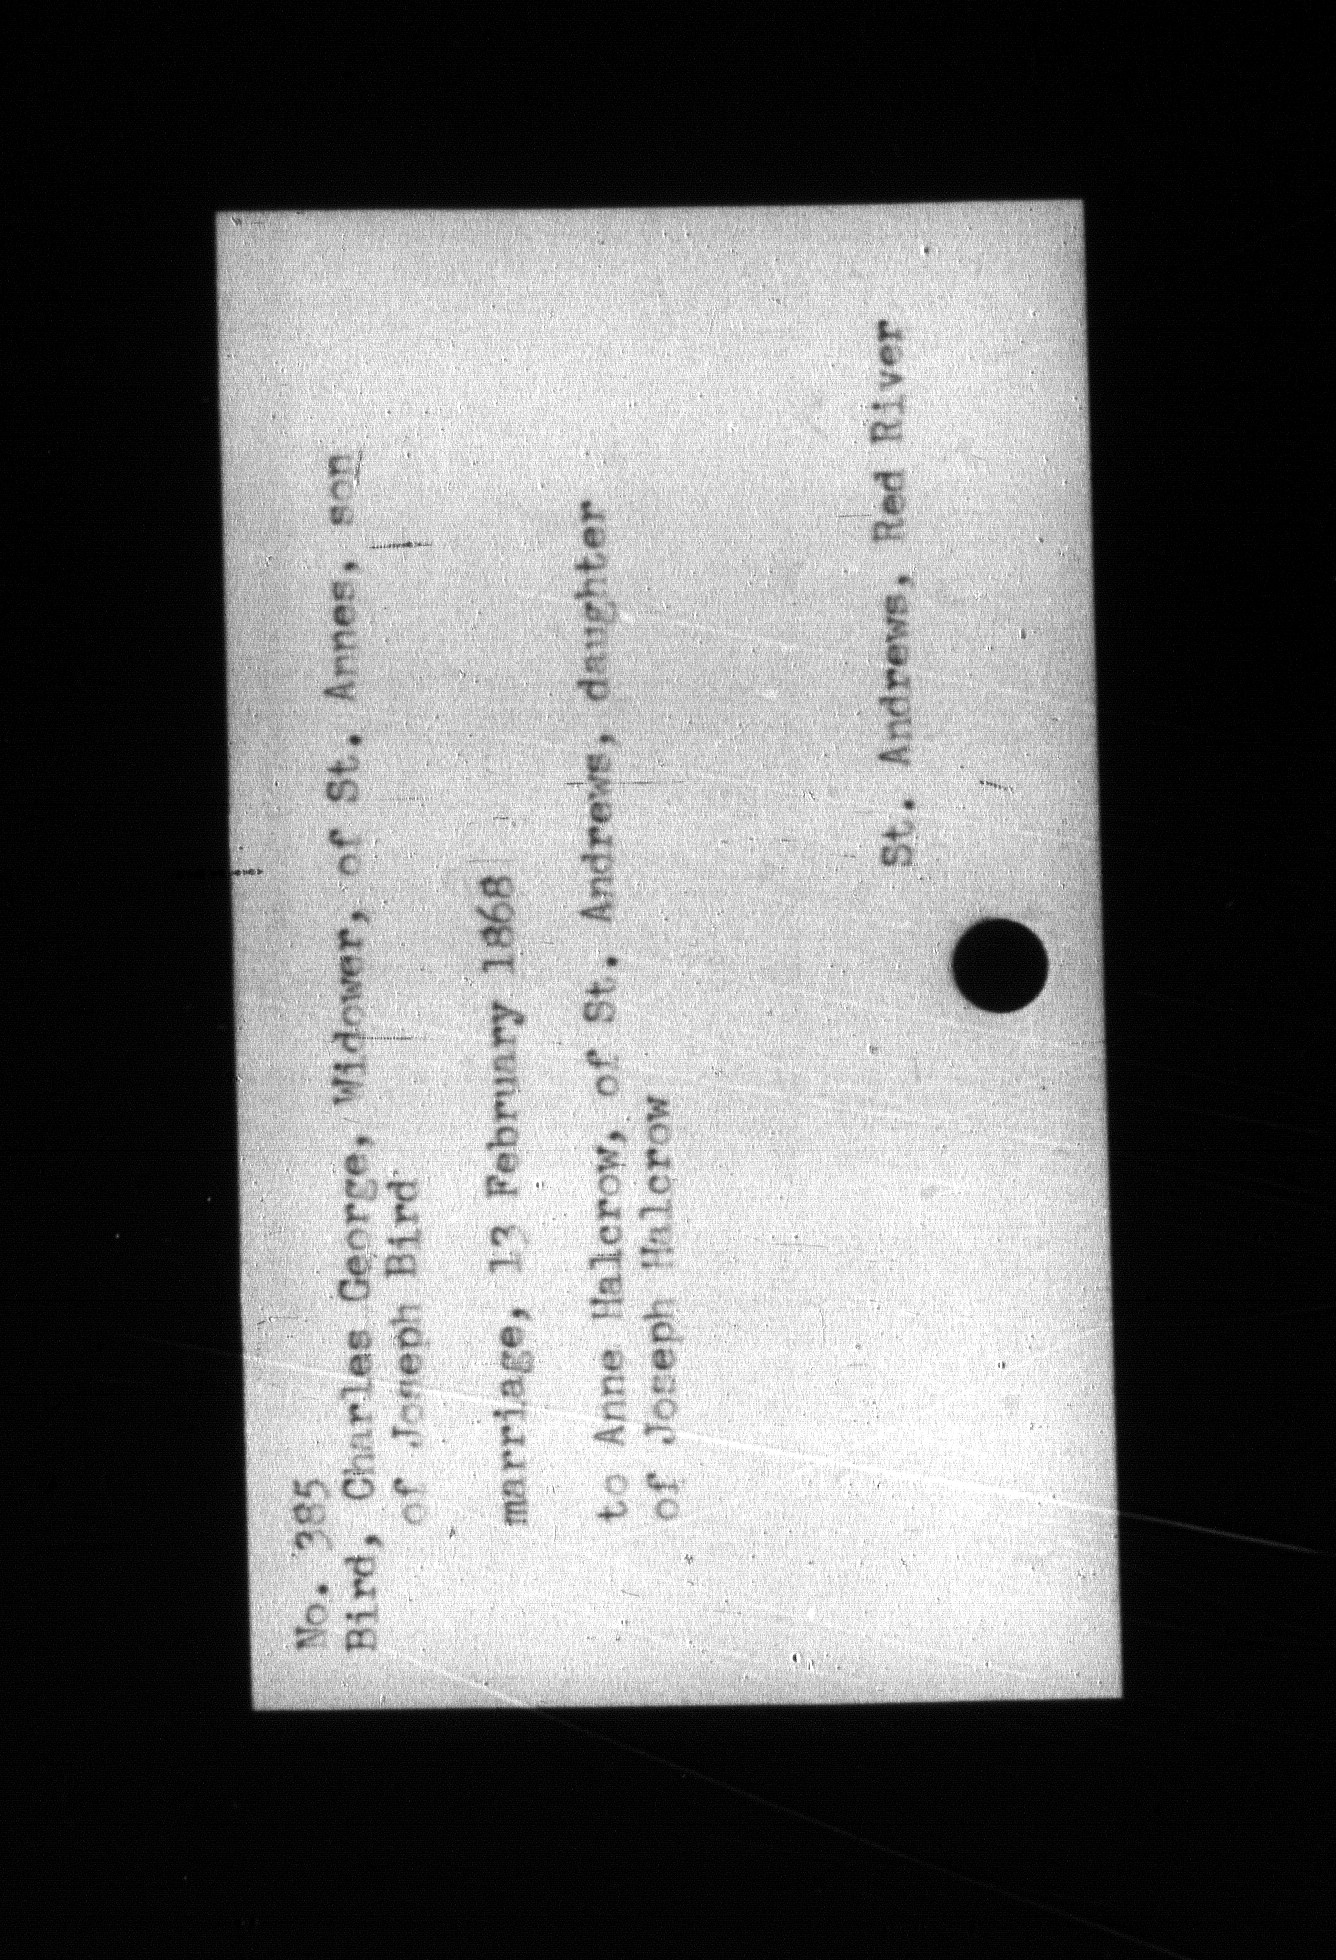 No. 385
Bird, Charles George, Widower, of St. Annes, son
of Joseph Bird
marriage, 13 February 1868
to Anne Halcrow, of St. Andrews, daughter
of Joseph Halcrow
St. Andrews, Red River